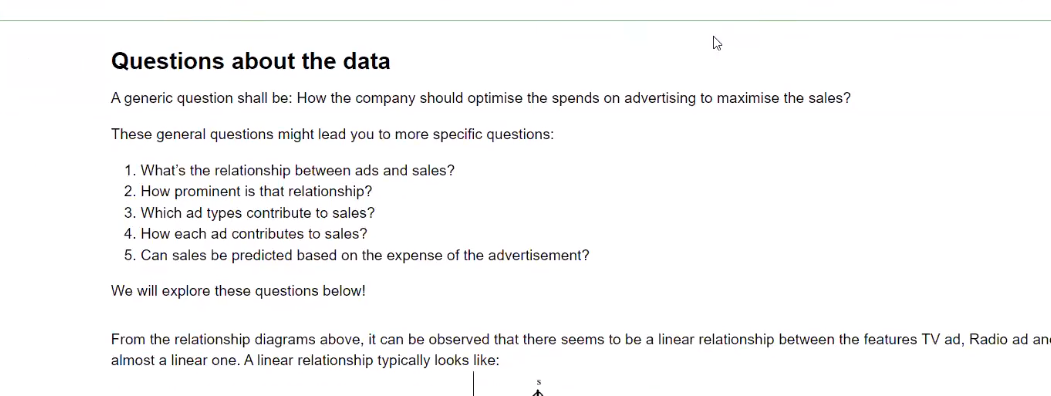 Questions about the data
A generic question shall be: How the company should optimise the spends on advertising to maximise the sales?
These general questions might lead you to more specific questions:
1. What's the relationship between ads and sales?
2. How prominent is that relationship?
3. Which ad types contribute to sales?
4. How each ad contributes to sales?
5. Can sales be predicted based on the expense of the advertisement?
We will explore these questions below!
From the relationship diagrams above, it can be observed that there seems to be a linear relationship between the features TV ad, Radio ad
almost a linear one. A linear relationship typically looks like:
s